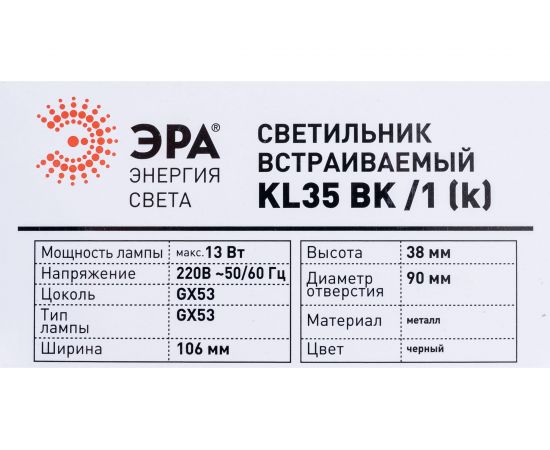 ЭРА®
ЭНЕРГИЯ
СВЕТА
СВЕТИЛЬНИК
ВСТРАИВАЕМЫЙ
KL35 BK /1 (k)
Мощность лампы макс.13 Вт
Напряжение 220В ~50/60 Гц
Цоколь GX53
Тип
лампы GX53
Ширина 106 мм
Высота 38 мм
Диаметр
отверстия 90 мм
Материал металл
Цвет черный